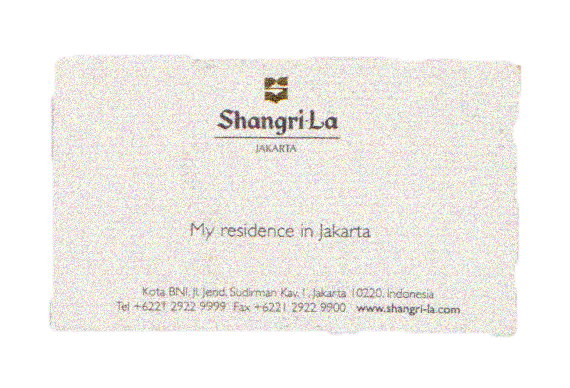 Shangri-La
JAKARTA
My residence in Jakarta
Kota BNI, Jl. Jend. Sudirman Kav. 1, Jakarta 10220, Indonesia
Tel +6221 2922 9999 Fax +6221 2922 9900 www.shangri-la.com